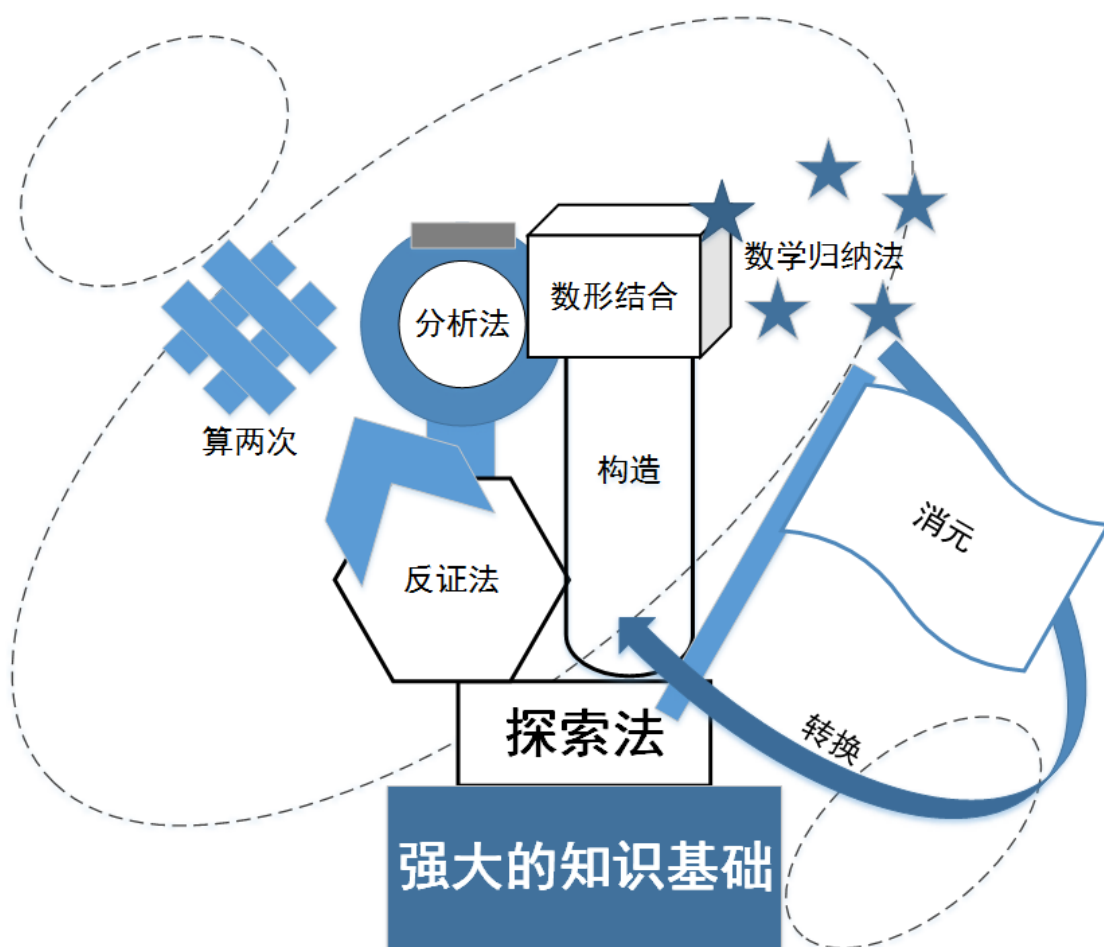 数学归纳法
数形结合
分析法
算两次
构造
消元
反证法
转换
探索法
强大的知识基础